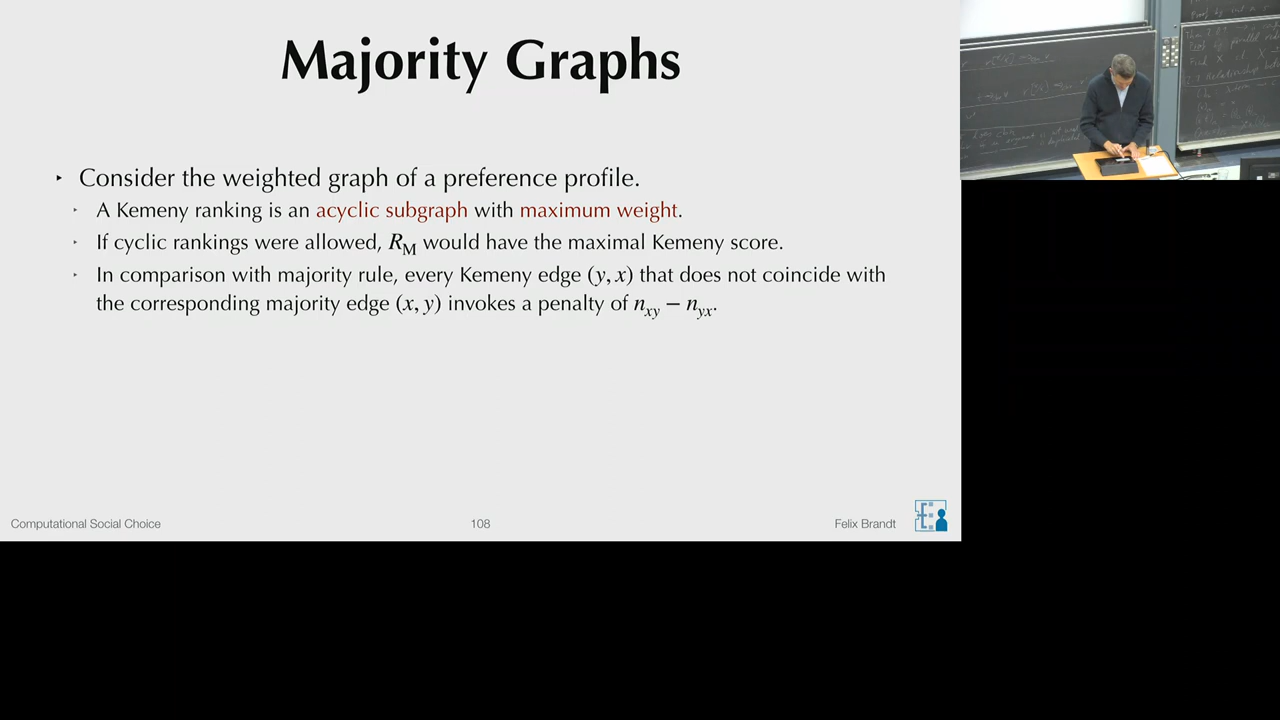 Majority Graphs
‣ Consider the weighted graph of a preference profile.
‣ A Kemeny ranking is an acyclic subgraph with maximum weight.
‣ If cyclic rankings were allowed, R_M would have the maximal Kemeny score.
‣ In comparison with majority rule, every Kemeny edge (y, x) that does not coincide with
the corresponding majority edge (x, y) invokes a penalty of n_xy − n_yx.
Computational Social Choice
108
Felix Brandt